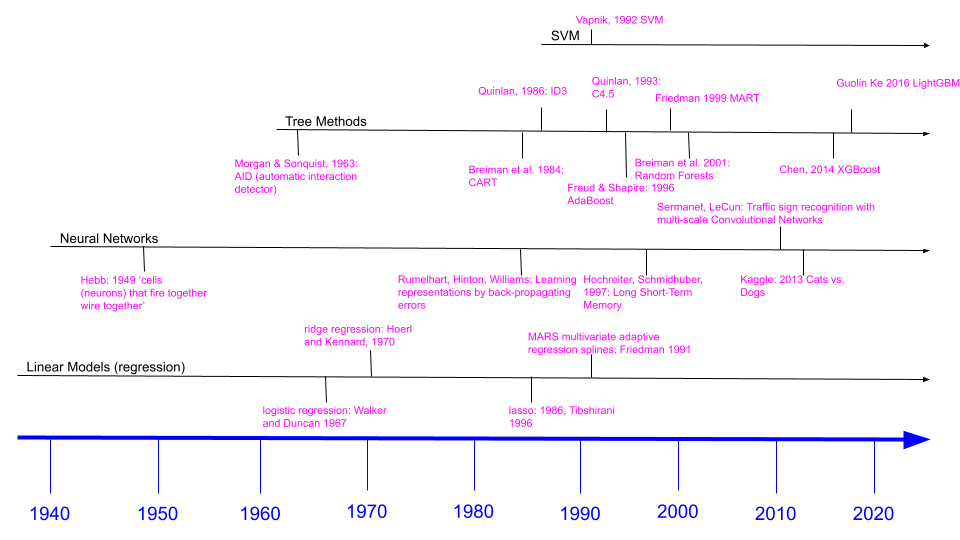 Vapnik, 1992 SVM
SVM
Quinlan, 1986: ID3
Quinlan, 1993:
C4.5
Friedman 1999 MART
Guolin Ke 2016 LightGBM
Tree Methods
Morgan & Sonquist, 1963:
AID (automatic interaction
detector)
Breiman et al. 1984:
CART
Freud & Shapire: 1996
AdaBoost
Breiman et al. 2001:
Random Forests
Chen, 2014 XGBoost
Sermanet, LeCun: Traffic sign recognition with
multi-scale Convolutional Networks
Neural Networks
Hebb: 1949 ‘cells
(neurons) that fire together
wire together’
Rumelhart, Hinton, Williams: Learning
representations by back-propagating
errors
Hochreiter, Schmidhuber,
1997: Long Short-Term
Memory
Kaggle: 2013 Cats vs.
Dogs
ridge regression: Hoerl
and Kennard, 1970
MARS multivariate adaptive
regression splines: Friedman 1991
Linear Models (regression)
logistic regression: Walker
and Duncan 1967
lasso: 1986, Tibshirani
1996
1940 1950 1960 1970 1980 1990 2000 2010 2020